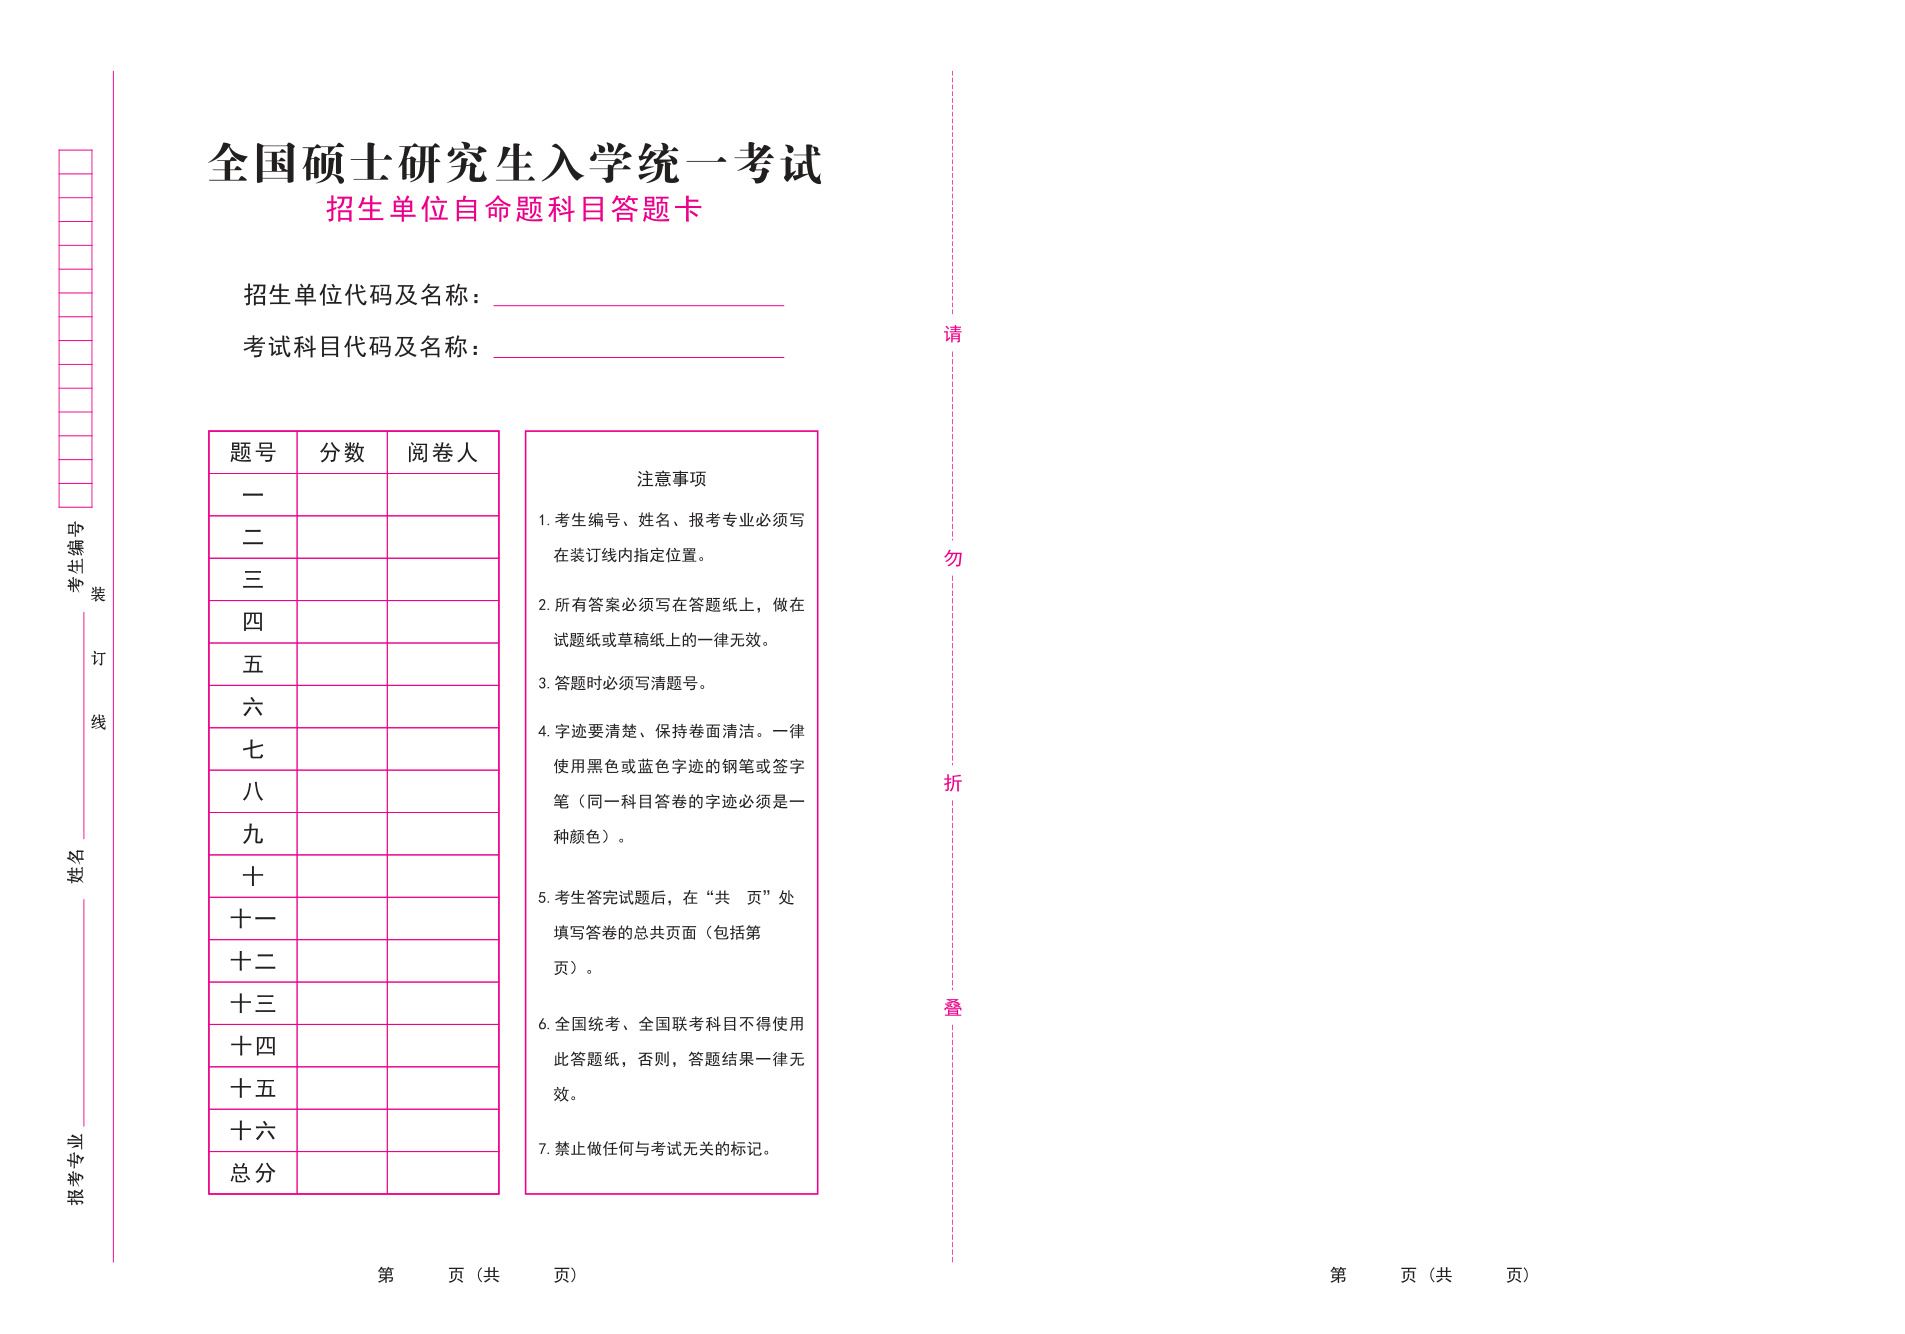 全国硕士研究生入学统一考试
招生单位自命题科目答题卡
招生单位代码及名称：
考试科目代码及名称：
考生编号
姓名
报考专业
装
订
线
题号 分数 阅卷人
一
二
三
四
五
六
七
八
九
十
十一
十二
十三
十四
十五
十六
总分
注意事项
1. 考生编号、姓名、报考专业必须写
在装订线内指定位置。
2. 所有答案必须写在答题纸上，做在
试题纸或草稿纸上的一律无效。
3. 答题时必须写清题号。
4. 字迹要清楚、保持卷面清洁。一律
使用黑色或蓝色字迹的钢笔或签字
笔（同一科目答卷的字迹必须是一
种颜色）。
5. 考生答完试题后，在“共　页”处
填写答卷的总共页面（包括第
页）。
6. 全国统考、全国联考科目不得使用
此答题纸，否则，答题结果一律无
效。
7. 禁止做任何与考试无关的标记。
第　　　页（共　　　页）
请
勿
折
叠
第　　　页（共　　　页）